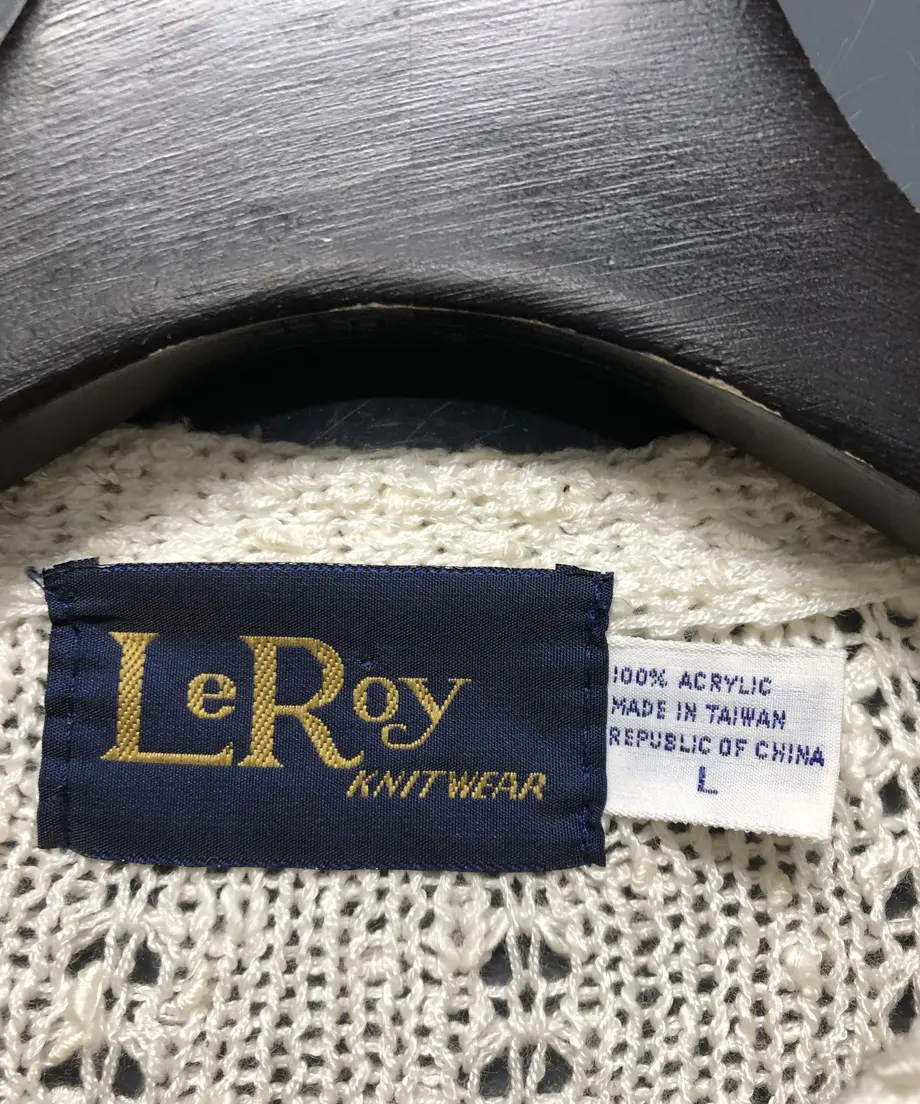 LeRoy
KNITWEAR
100% ACRYLIC
MADE IN TAIWAN
REPUBLIC OF CHINA
L